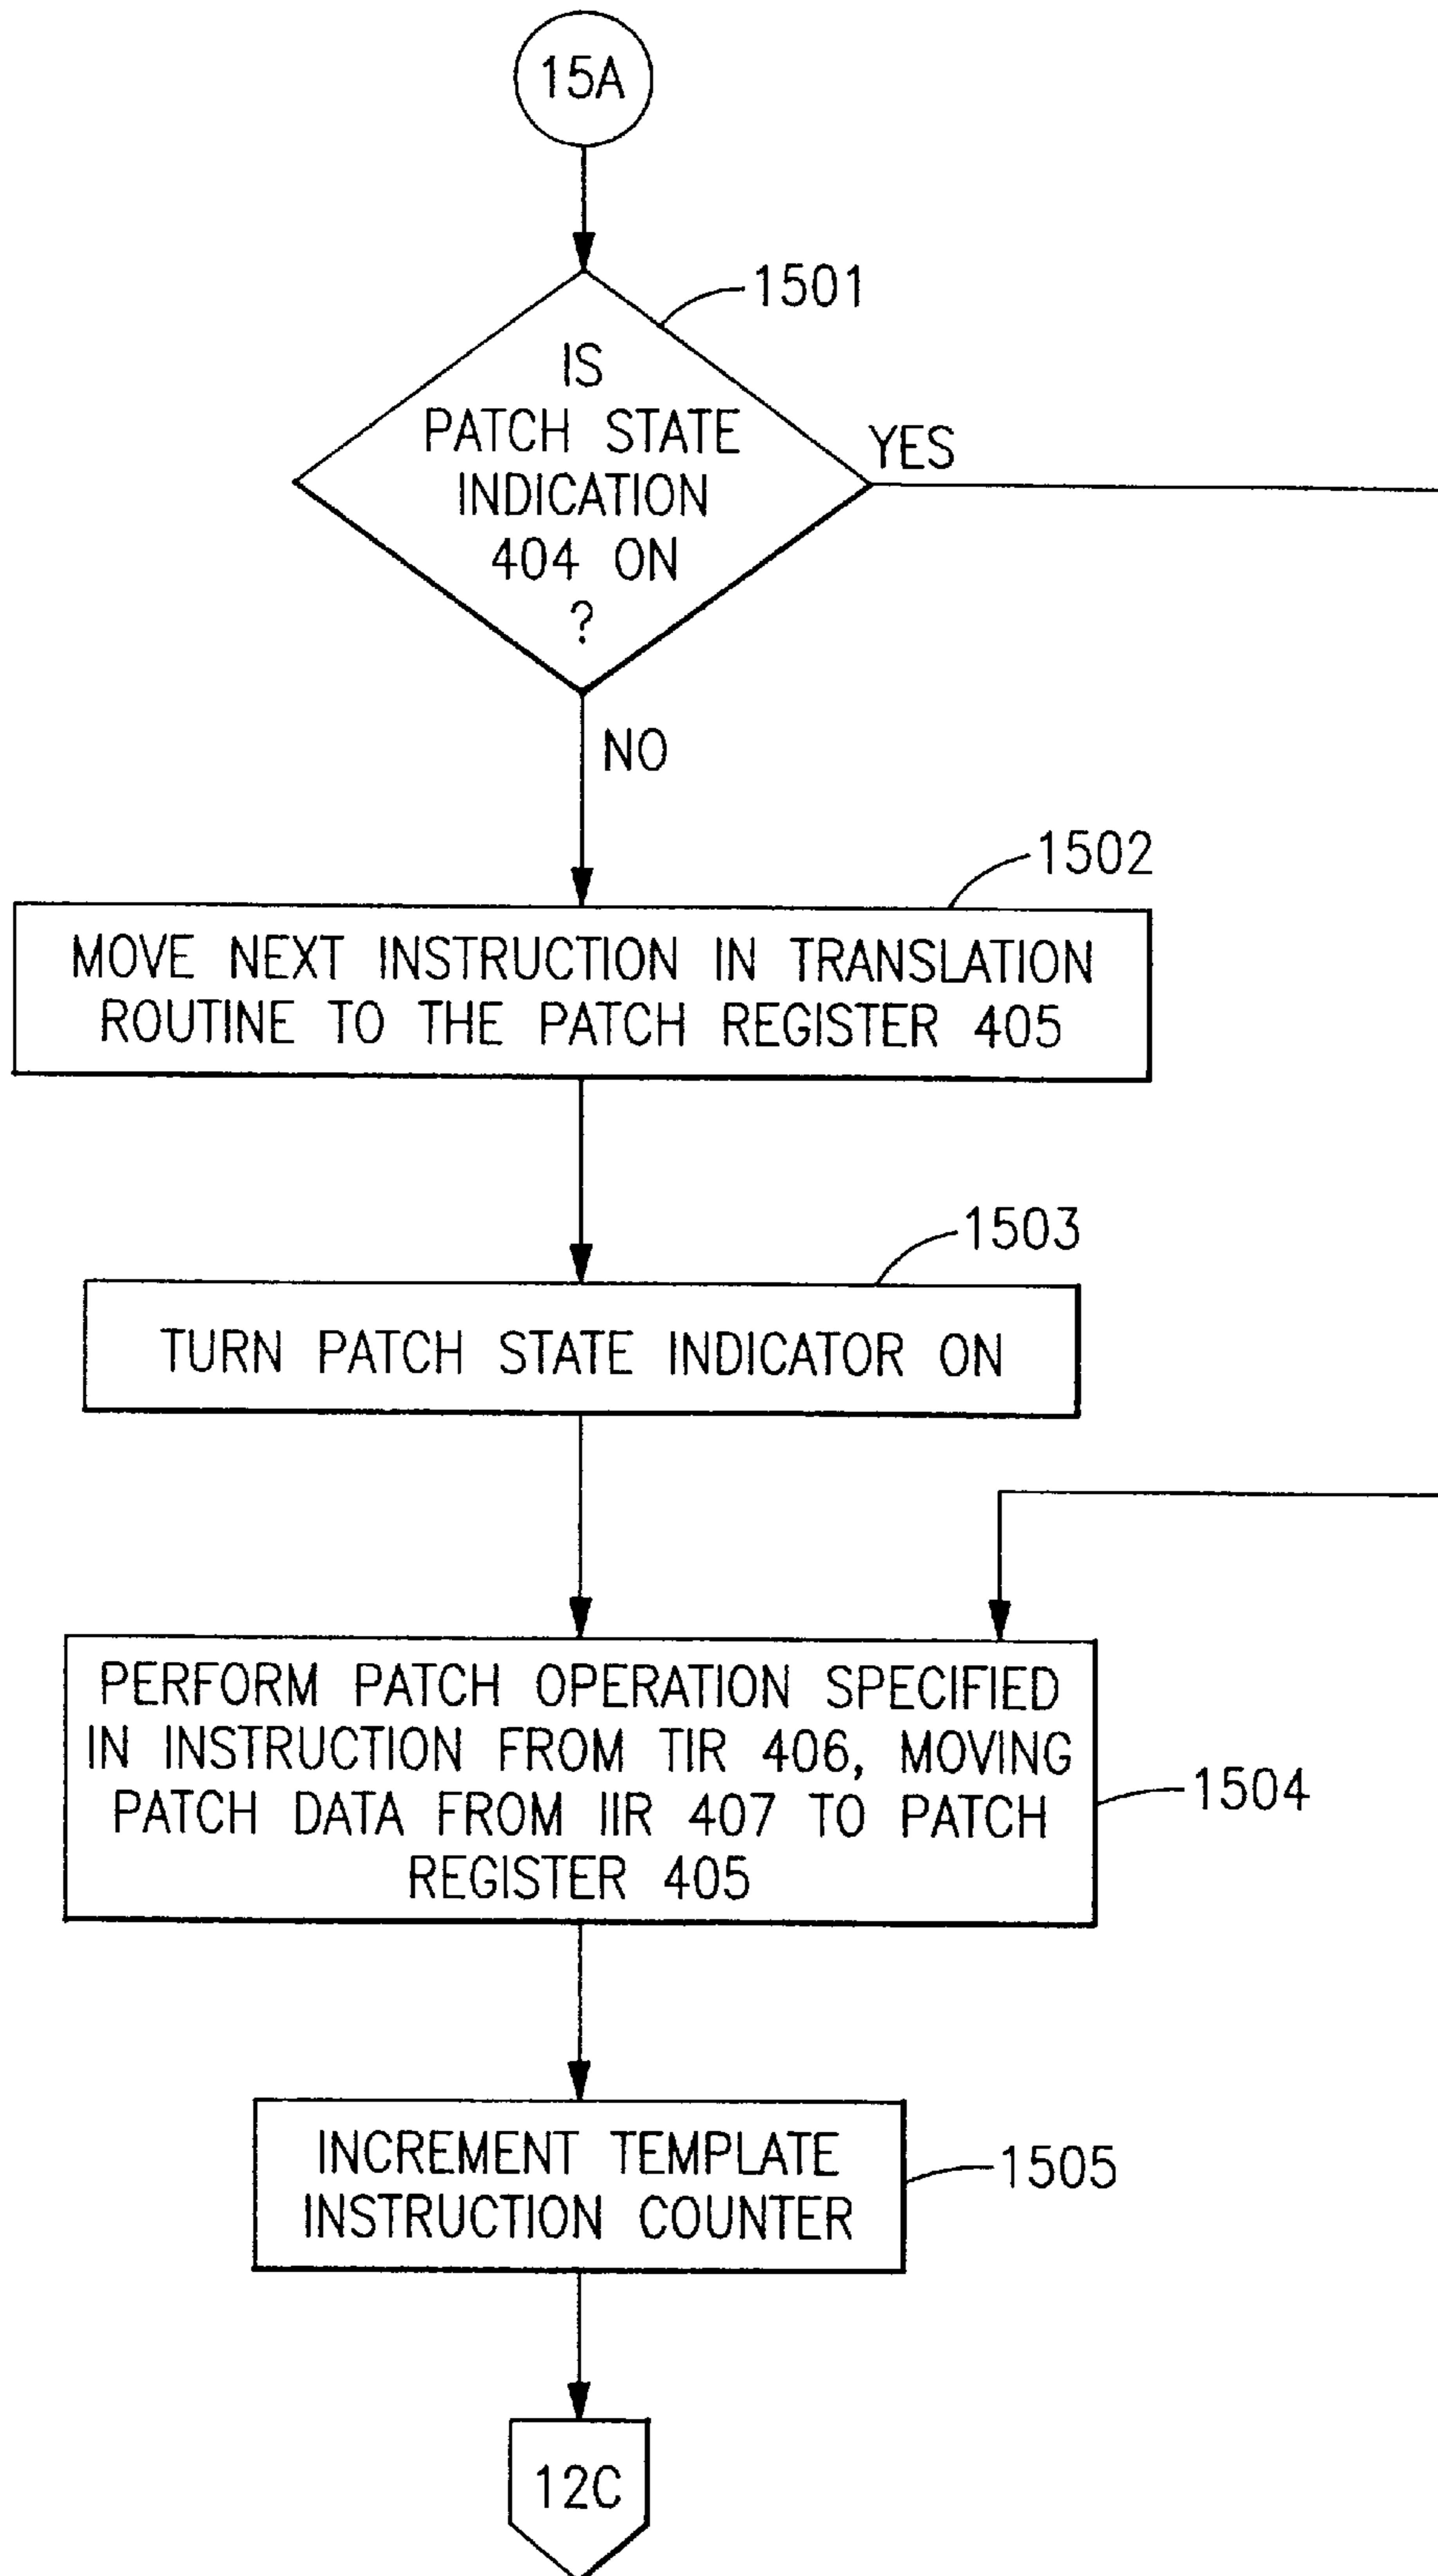 15A
1501
IS
PATCH STATE
INDICATION
404 ON
?
YES
NO
1502
MOVE NEXT INSTRUCTION IN TRANSLATION
ROUTINE TO THE PATCH REGISTER 405
1503
TURN PATCH STATE INDICATOR ON
PERFORM PATCH OPERATION SPECIFIED
IN INSTRUCTION FROM TIR 406, MOVING
PATCH DATA FROM IIR 407 TO PATCH
REGISTER 405
1504
INCREMENT TEMPLATE
INSTRUCTION COUNTER
1505
12C